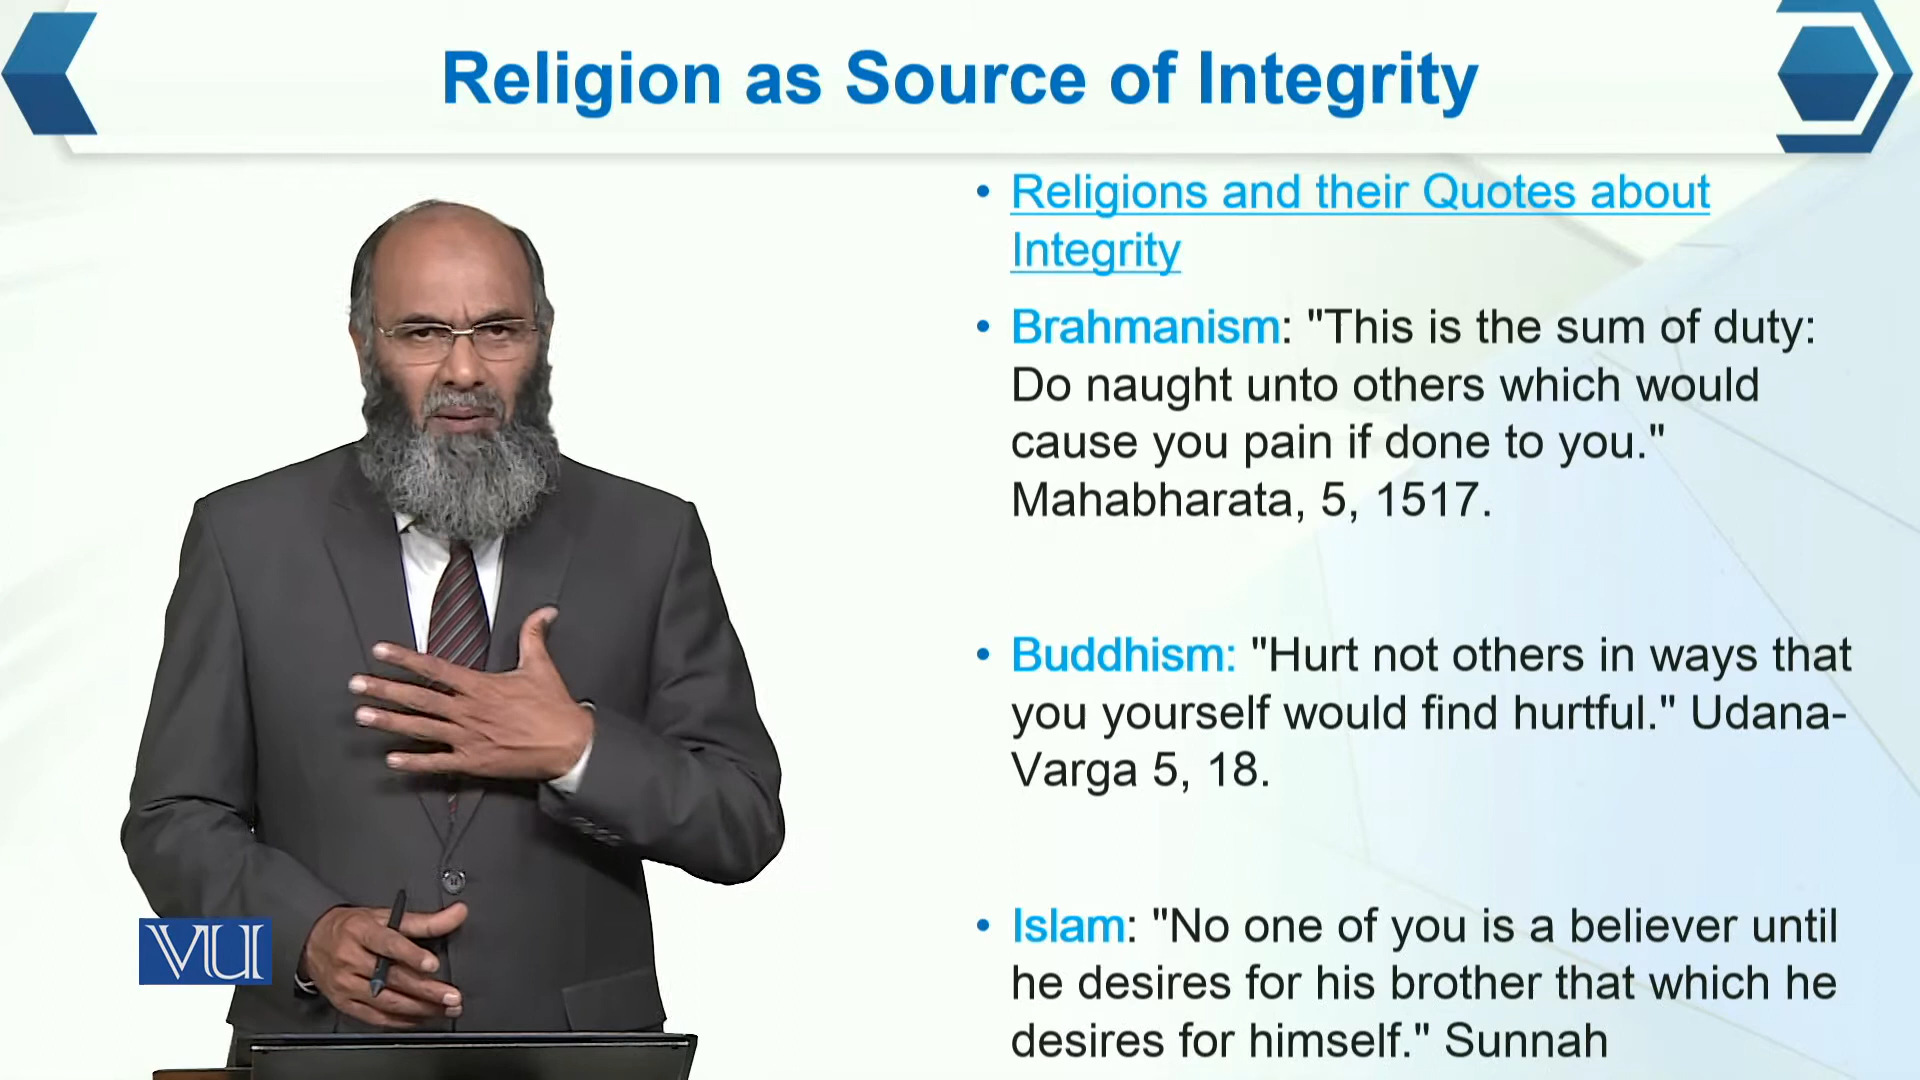 Religion as Source of Integrity
• Religions and their Quotes about
Integrity
• Brahmanism: "This is the sum of duty:
Do naught unto others which would
cause you pain if done to you."
Mahabharata, 5, 1517.
• Buddhism: "Hurt not others in ways that
you yourself would find hurtful." Udana-
Varga 5, 18.
• Islam: "No one of you is a believer until
he desires for his brother that which he
desires for himself." Sunnah
VU